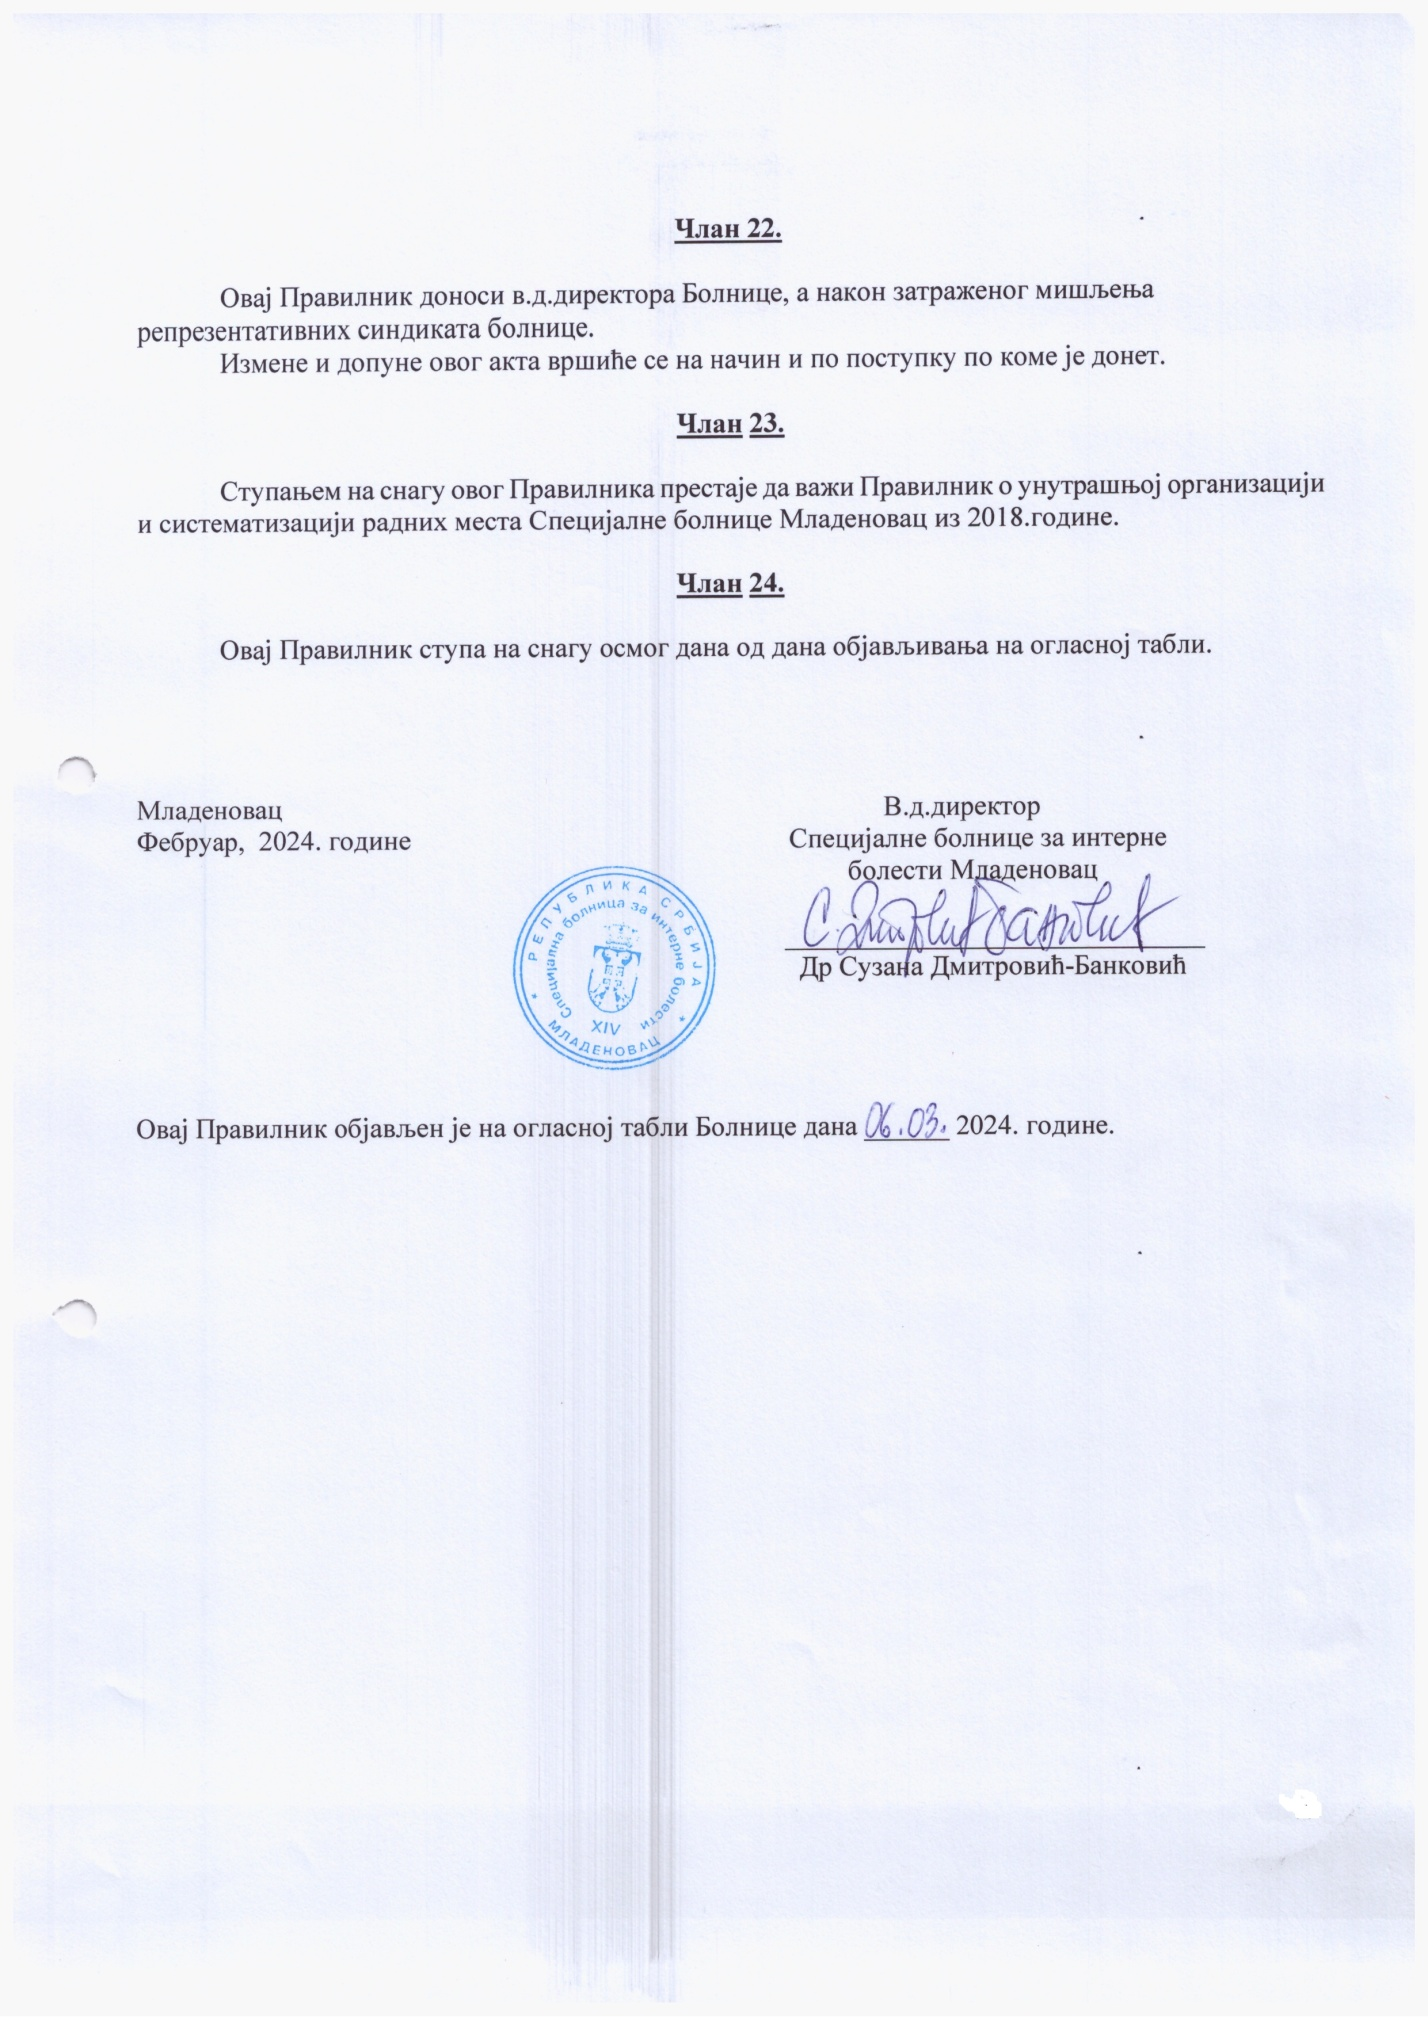 Члан 22.
Овај Правилник доноси в.д.директора Болнице, а након затраженог мишљења
репрезентативних синдиката болнице.
Измене и допуне овог акта вршиће се на начин и по поступку по коме је донет.
Члан 23.
Ступањем на снагу овог Правилника престаје да важи Правилник о унутрашњој организацији
и систематизацији радних места Специјалне болнице Младеновац из 2018.године.
Члан 24.
Овај Правилник ступа на снагу осмог дана од дана објављивања на огласној табли.
Младеновац
Фебруар, 2024. године
В.д.директор
Специјалне болнице за интерне
болести Младеновац
С. Дмитровић Банковић
Др Сузана Дмитровић-Банковић
РЕПУБЛИКА СРБИЈА
Специјална болница за интерне болести
XIV
МЛАДЕНОВАЦ
Овај Правилник објављен је на огласној табли Болнице дана 06.03. 2024. године.